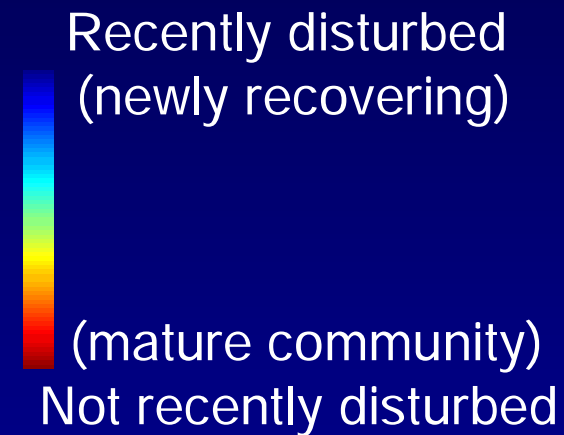 Recently disturbed
(newly recovering)
(mature community)
Not recently disturbed